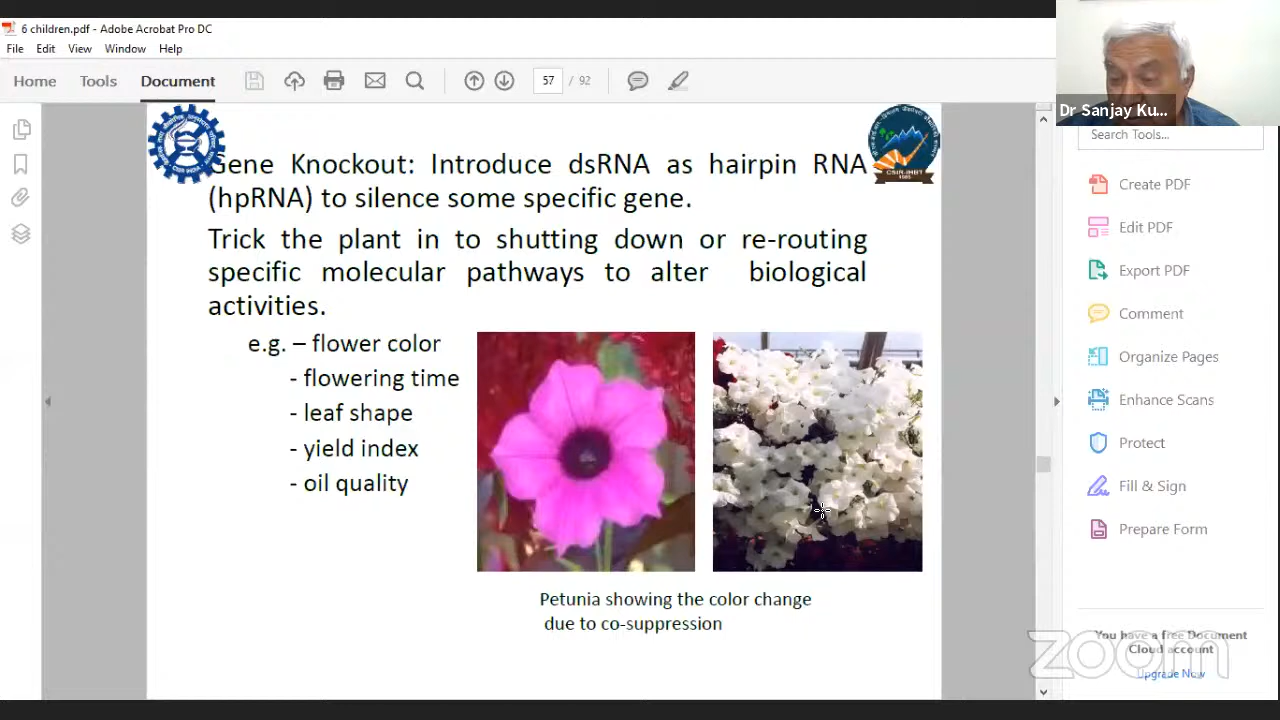 6 children.pdf - Adobe Acrobat Pro DC
File Edit View Window Help
Home Tools Document 57 / 92
Dr Sanjay Ku...
Search Tools...
Create PDF
Edit PDF
Export PDF
Comment
Organize Pages
Enhance Scans
Protect
Fill & Sign
Prepare Form
You have a free Document
Cloud account
Upgrade Now
zoom
CSIR-IHBT
Gene Knockout: Introduce dsRNA as hairpin RNA
(hpRNA) to silence some specific gene.
Trick the plant in to shutting down or re-routing
specific molecular pathways to alter biological
activities.
e.g. – flower color
- flowering time
- leaf shape
- yield index
- oil quality
Petunia showing the color change
due to co-suppression